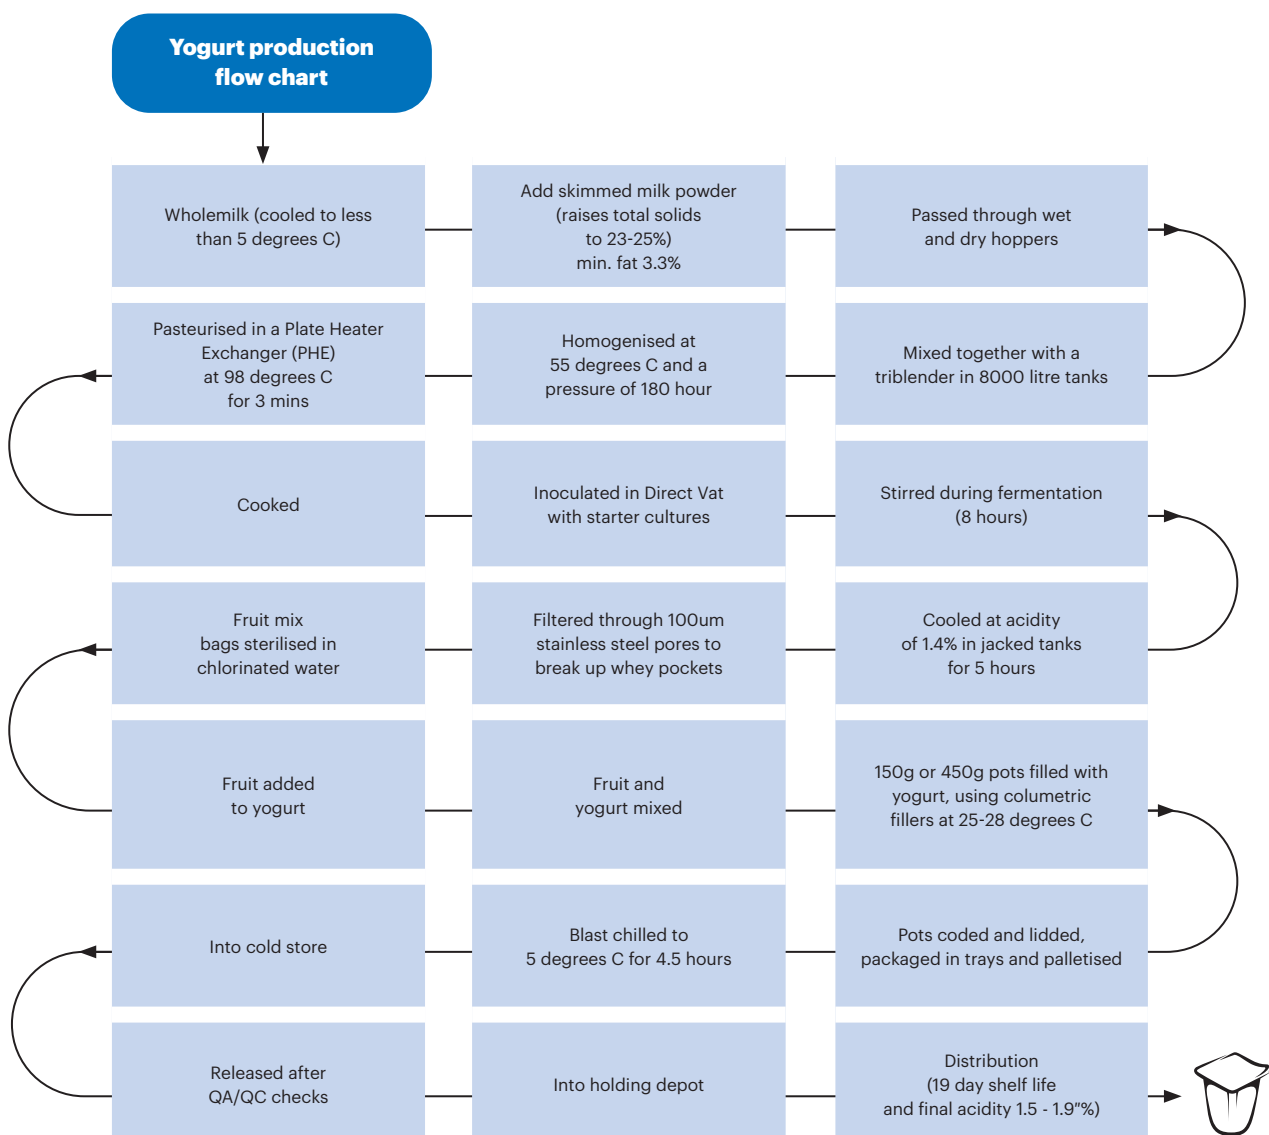 Yogurt production
flow chart
Wholemilk (cooled to less
than 5 degrees C)
Add skimmed milk powder
(raises total solids
to 23-25%)
min. fat 3.3%
Passed through wet
and dry hoppers
Mixed together with a
triblender in 8000 litre tanks
Homogenised at
55 degrees C and a
pressure of 180 hour
Pasteurised in a Plate Heater
Exchanger (PHE)
at 98 degrees C
for 3 mins
Cooked
Inoculated in Direct Vat
with starter cultures
Stirred during fermentation
(8 hours)
Cooled at acidity
of 1.4% in jacked tanks
for 5 hours
Filtered through 100um
stainless steel pores to
break up whey pockets
Fruit mix
bags sterilised in
chlorinated water
Fruit added
to yogurt
Fruit and
yogurt mixed
150g or 450g pots filled with
yogurt, using columetric
fillers at 25-28 degrees C
Pots coded and lidded,
packaged in trays and palletised
Blast chilled to
5 degrees C for 4.5 hours
Into cold store
Released after
QA/QC checks
Into holding depot
Distribution
(19 day shelf life
and final acidity 1.5 - 1.9"%)